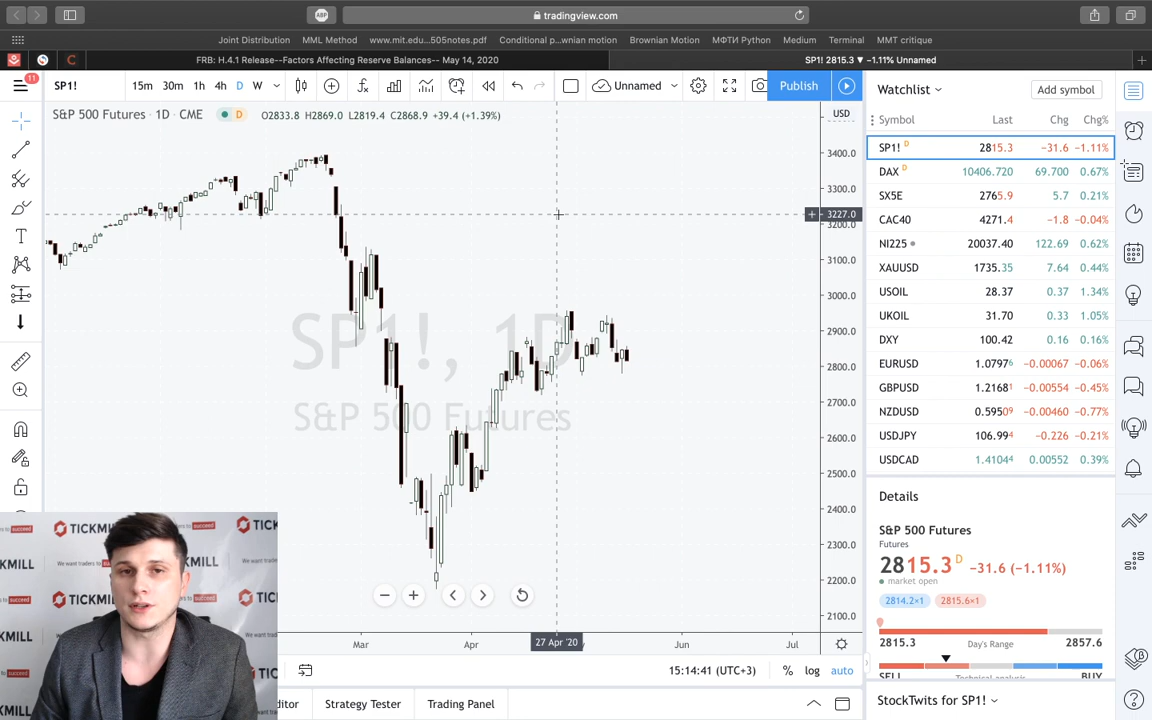 tradingview.com
ABP
Joint Distribution MML Method www.mit.edu...505notes.pdf Conditional p...wnian motion Brownian Motion МФТИ Python Medium Terminal MMT critique
FRB: H.4.1 Release--Factors Affecting Reserve Balances-- May 14, 2020
SP1! 2815.3 ▼ −1.11% Unnamed
11
SP1! 15m 30m 1h 4h D W Unnamed Publish
S&P 500 Futures · 1D · CME D O2833.8 H2869.0 L2819.4 C2868.9 +39.4 (+1.39%)
USD
3400.0
3300.0
3227.0
3100.0
3000.0
2900.0
2800.0
2700.0
2600.0
2500.0
2400.0
2300.0
2200.0
2100.0
SP1!, 1D
S&P 500 Futures
Mar Apr 27 Apr '20 Jun Jul
15:14:41 (UTC+3) % log auto
Strategy Tester Trading Panel
Watchlist Add symbol
Symbol Last Chg Chg%
SP1! D 2815.3 −31.6 −1.11%
DAX D 10406.720 69.700 0.67%
SX5E 2765.9 5.7 0.21%
CAC40 4271.4 −1.8 −0.04%
NI225 20037.40 122.69 0.62%
XAUUSD 1735.35 7.64 0.44%
USOIL 28.37 0.37 1.34%
UKOIL 31.70 0.33 1.05%
DXY 100.42 0.16 0.16%
EURUSD 1.07976 −0.00067 −0.06%
GBPUSD 1.21681 −0.00554 −0.45%
NZDUSD 0.59509 −0.00460 −0.77%
USDJPY 106.994 −0.226 −0.21%
USDCAD 1.41044 0.00552 0.39%
Details
S&P 500 Futures
Futures
2815.3 D −31.6 (−1.11%)
market open
2814.2×1 2815.6×1
2815.3 Day's Range 2857.6
SELL Technical analysis BUY
StockTwits for SP1!
TICKMILL
We want traders to succeed